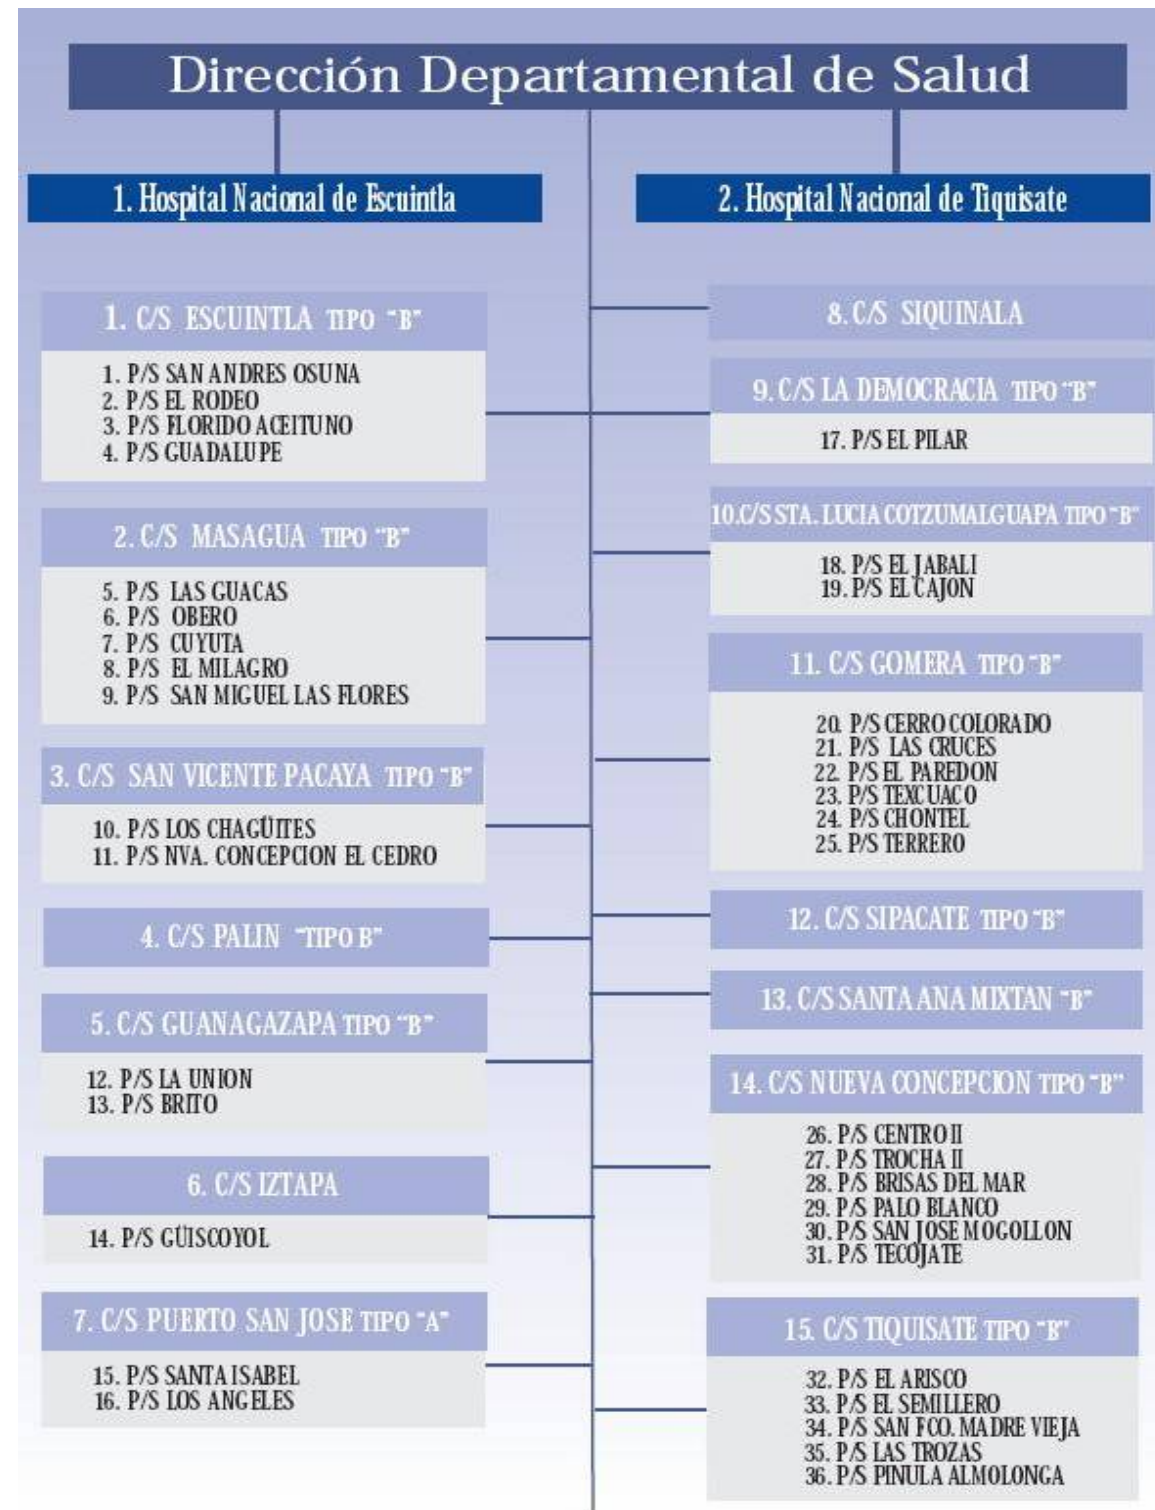 Dirección Departamental de Salud
1. Hospital Nacional de Escuintla
2. Hospital Nacional de Tiquisate
1. C/S ESCUINTLA TIPO "B"
1. P/S SAN ANDRES OSUNA
2. P/S EL RODEO
3. P/S FLORIDO ACEITUNO
4. P/S GUADALUPE
2. C/S MASAGUA TIPO "B"
5. P/S LAS GUACAS
6. P/S OBERO
7. P/S CUYUTA
8. P/S EL MILAGRO
9. P/S SAN MIGUEL LAS FLORES
3. C/S SAN VICENTE PACAYA TIPO "B"
10. P/S LOS CHAGÜITES
11. P/S NVA. CONCEPCION EL CEDRO
4. C/S PALIN "TIPO B"
5. C/S GUANAGAZAPA TIPO "B"
12. P/S LA UNION
13. P/S BRITO
6. C/S IZTAPA
14. P/S GÜISCOYOL
7. C/S PUERTO SAN JOSE TIPO "A"
15. P/S SANTA ISABEL
16. P/S LOS ANGELES
8. C/S SIQUINALA
9. C/S LA DEMOCRACIA TIPO "B"
17. P/S EL PILAR
10.C/S STA. LUCIA COTZUMALGUAPA TIPO "B"
18. P/S EL JABALI
19. P/S EL CAJON
11. C/S GOMERA TIPO "B"
20. P/S CERRO COLORADO
21. P/S LAS CRUCES
22. P/S EL PAREDON
23. P/S TEXCUACO
24. P/S CHONTEL
25. P/S TERRERO
12. C/S SIPACATE TIPO "B"
13. C/S SANTA ANA MIXTAN "B"
14. C/S NUEVA CONCEPCION TIPO "B"
26. P/S CENTRO II
27. P/S TROCHA II
28. P/S BRISAS DEL MAR
29. P/S PALO BLANCO
30. P/S SAN JOSE MOGOLLON
31. P/S TECOJATE
15. C/S TIQUISATE TIPO "B"
32. P/S EL ARISCO
33. P/S EL SEMILLERO
34. P/S SAN FCO. MADRE VIEJA
35. P/S LAS TROZAS
36. P/S PINULA ALMOLONGA